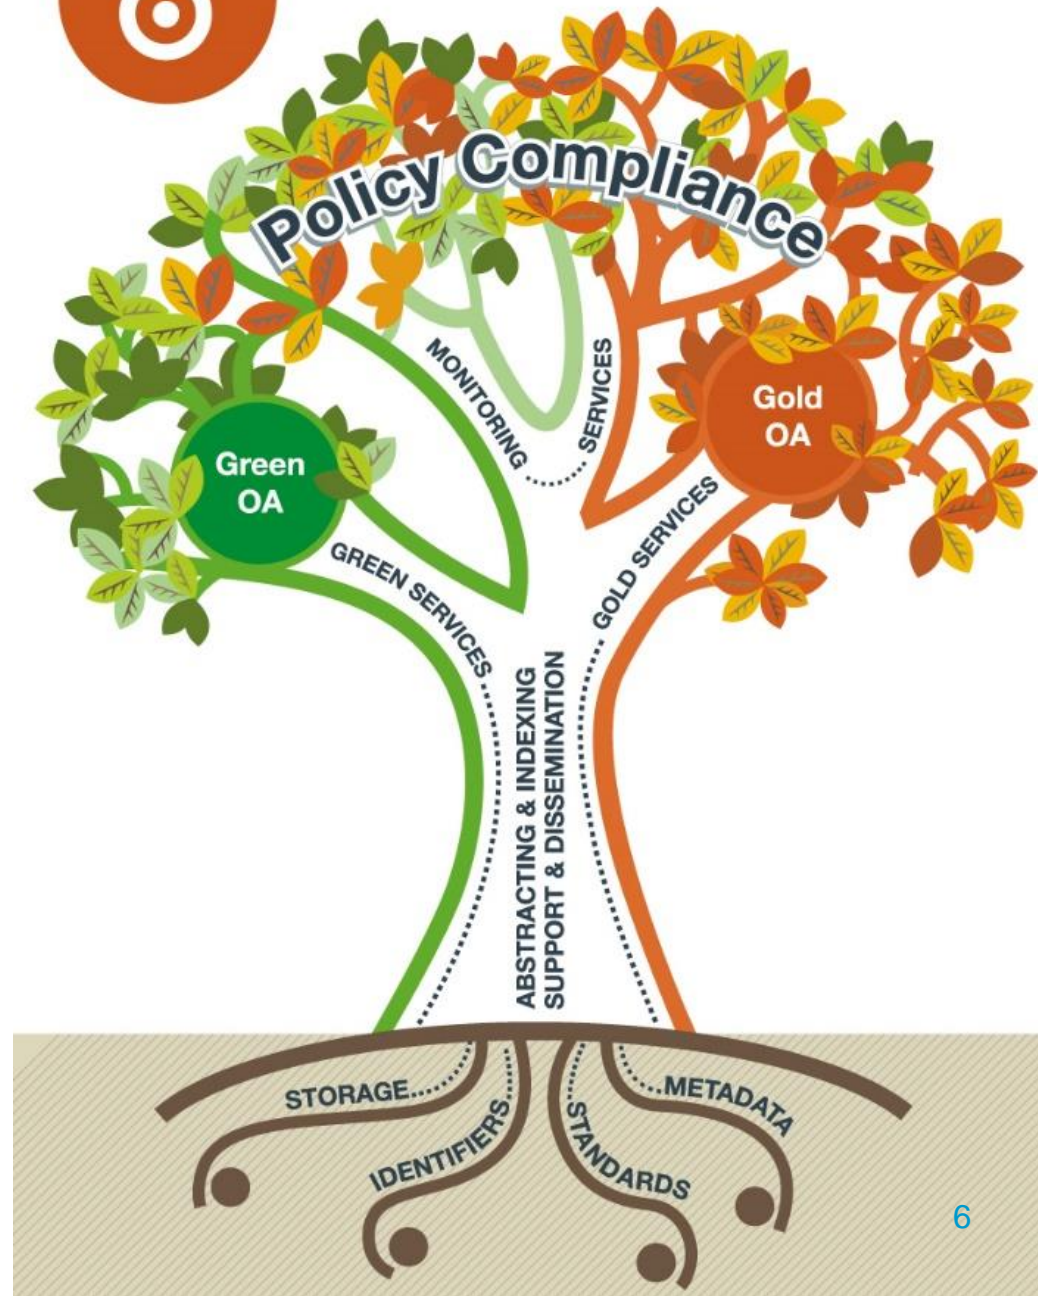 Policy Compliance
MONITORING
SERVICES
Gold
OA
Green
OA
GREEN SERVICES
GOLD SERVICES
ABSTRACTING & INDEXING
SUPPORT & DISSEMINATION
STORAGE
METADATA
IDENTIFIERS
STANDARDS
6